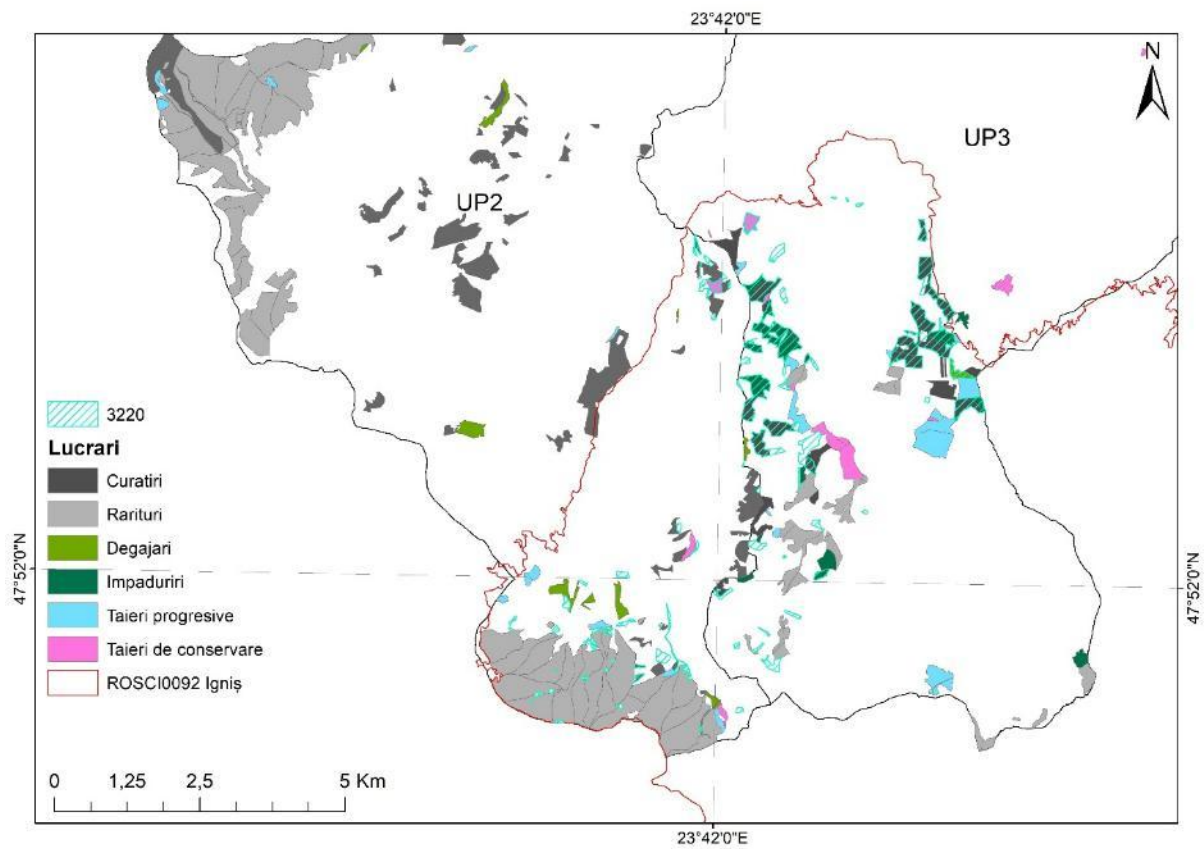 23°42'0"E
N
UP3
UP2
3220
Lucrari
Curatiri
Rarituri
Degajari
Impaduriri
Taieri progresive
Taieri de conservare
ROSCI0092 Igniș
47°52'0"N
47°52'0"N
0 1,25 2,5 5 Km
23°42'0"E